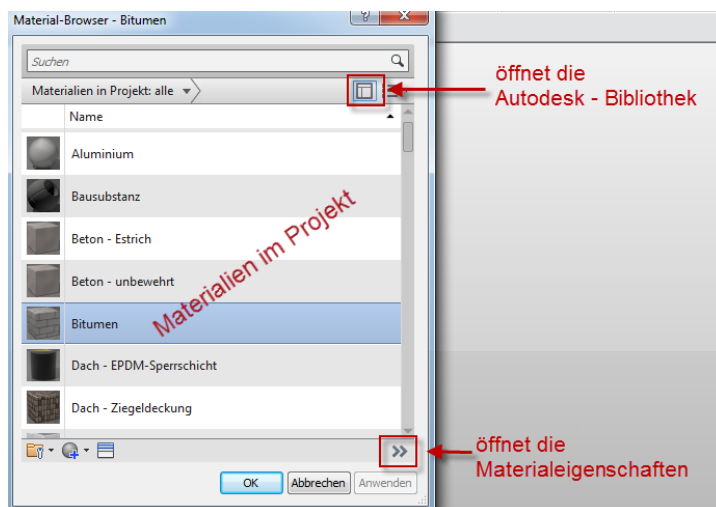 Material-Browser - Bitumen
Suchen
Materialien in Projekt: alle
öffnet die
Autodesk - Bibliothek
Name
Aluminium
Bausubstanz
Beton - Estrich
Beton - unbewehrt
Bitumen
Dach - EPDM-Sperrschicht
Dach - Ziegeldeckung
Materialien im Projekt
öffnet die
Materialeigenschaften
OK
Abbrechen
Anwenden